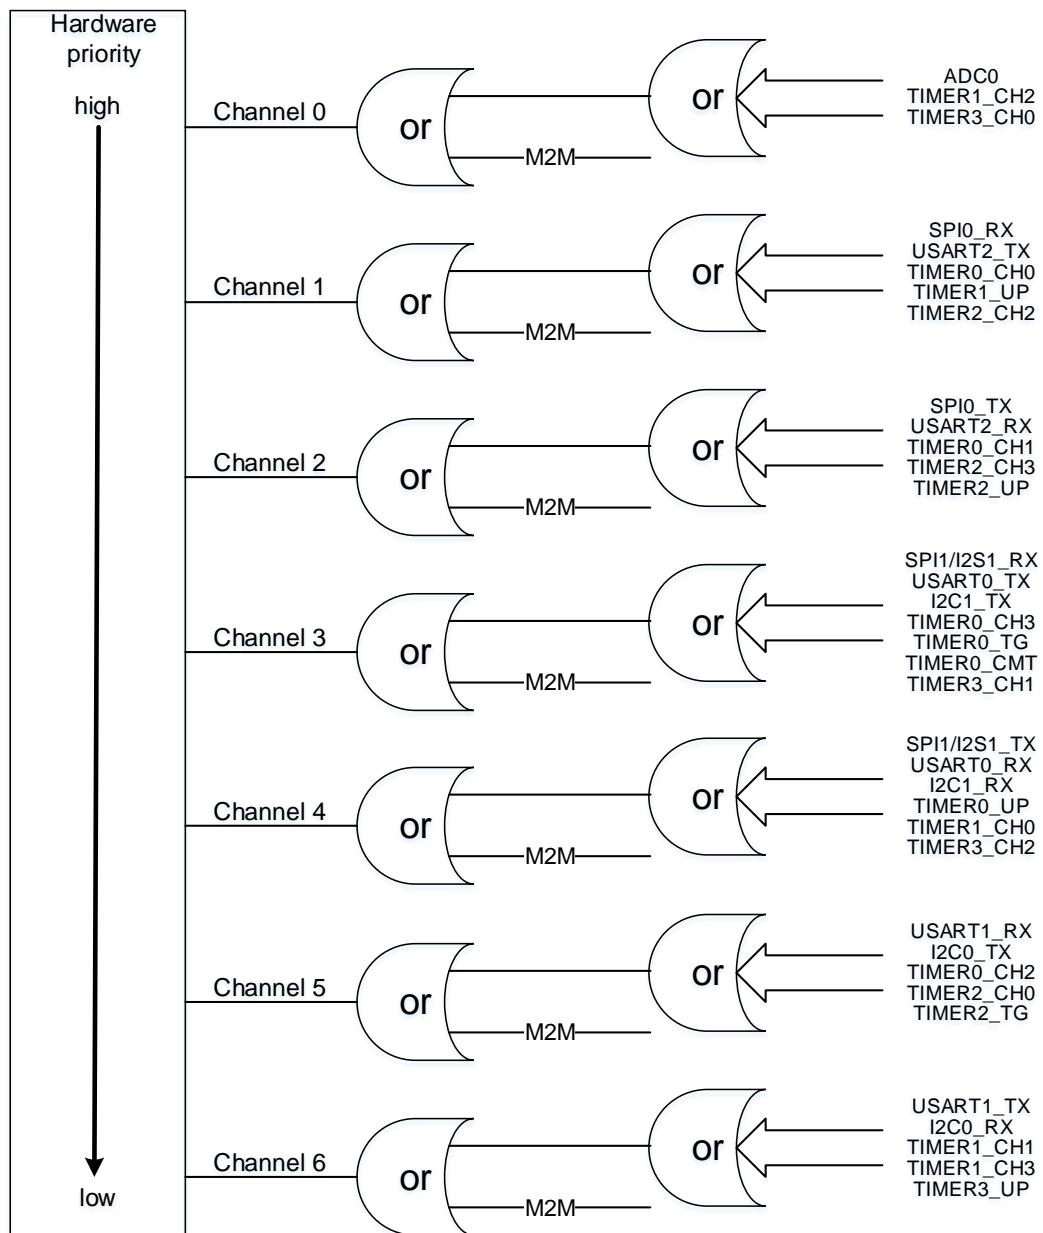 Hardware
priority
high
Channel 0
or
M2M
or
ADC0
TIMER1_CH2
TIMER3_CH0
Channel 1
or
M2M
or
SPI0_RX
USART2_TX
TIMER0_CH0
TIMER1_UP
TIMER2_CH2
Channel 2
or
M2M
or
SPI0_TX
USART2_RX
TIMER0_CH1
TIMER2_CH3
TIMER2_UP
Channel 3
or
M2M
or
SPI1/I2S1_RX
USART0_TX
I2C1_TX
TIMER0_CH3
TIMER0_TG
TIMER0_CMT
TIMER3_CH1
Channel 4
or
M2M
or
SPI1/I2S1_TX
USART0_RX
I2C1_RX
TIMER0_UP
TIMER1_CH0
TIMER3_CH2
Channel 5
or
M2M
or
USART1_RX
I2C0_TX
TIMER0_CH2
TIMER2_CH0
TIMER2_TG
Channel 6
or
M2M
or
USART1_TX
I2C0_RX
TIMER1_CH1
TIMER1_CH3
TIMER3_UP
low